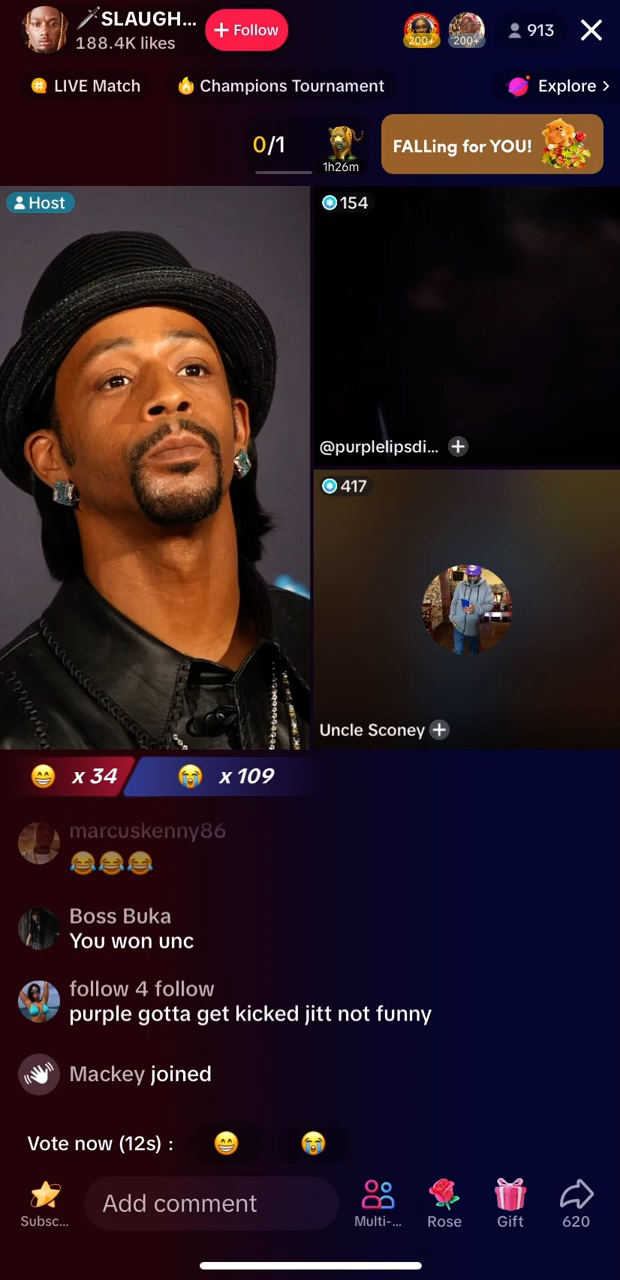 SLAUGH...
188.4K likes
+ Follow
200+
200+
913
LIVE Match
Champions Tournament
Explore >
0/1
1h26m
FALLing for YOU!
Host
154
@purplelipsdi...
417
Uncle Sconey
x 34
x 109
marcuskenny86
😂😂😂
Boss Buka
You won unc
follow 4 follow
purple gotta get kicked jitt not funny
Mackey joined
Vote now (12s) :
Subsc...
Add comment
Multi-...
Rose
Gift
620